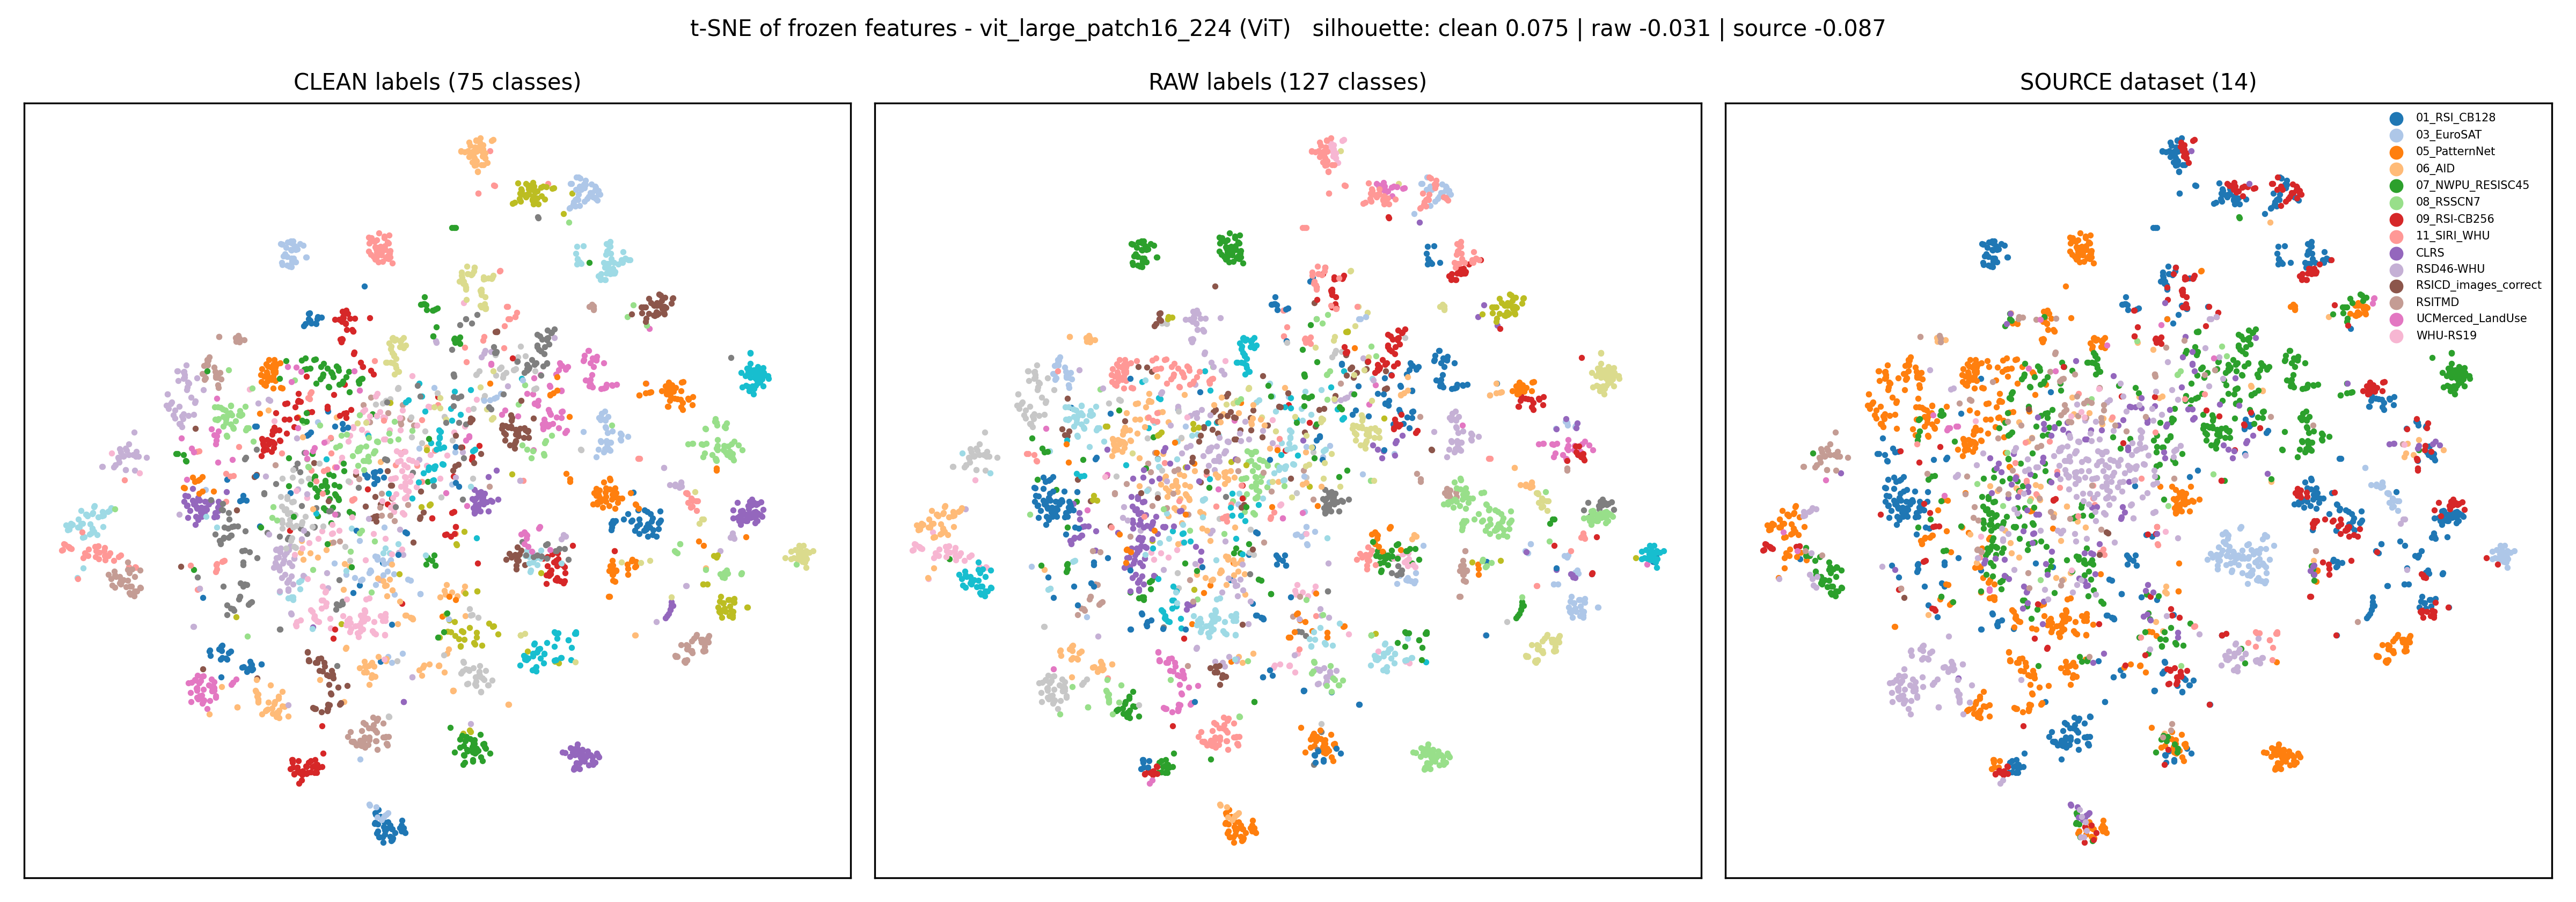 t-SNE of frozen features - vit_large_patch16_224 (ViT)   silhouette: clean 0.075 | raw -0.031 | source -0.087
CLEAN labels (75 classes)
RAW labels (127 classes)
SOURCE dataset (14)
01_RSI_CB128
03_EuroSAT
05_PatternNet
06_AID
07_NWPU_RESISC45
08_RSSCN7
09_RSI-CB256
11_SIRI_WHU
CLRS
RSD46-WHU
RSICD_images_correct
RSITMD
UCMerced_LandUse
WHU-RS19